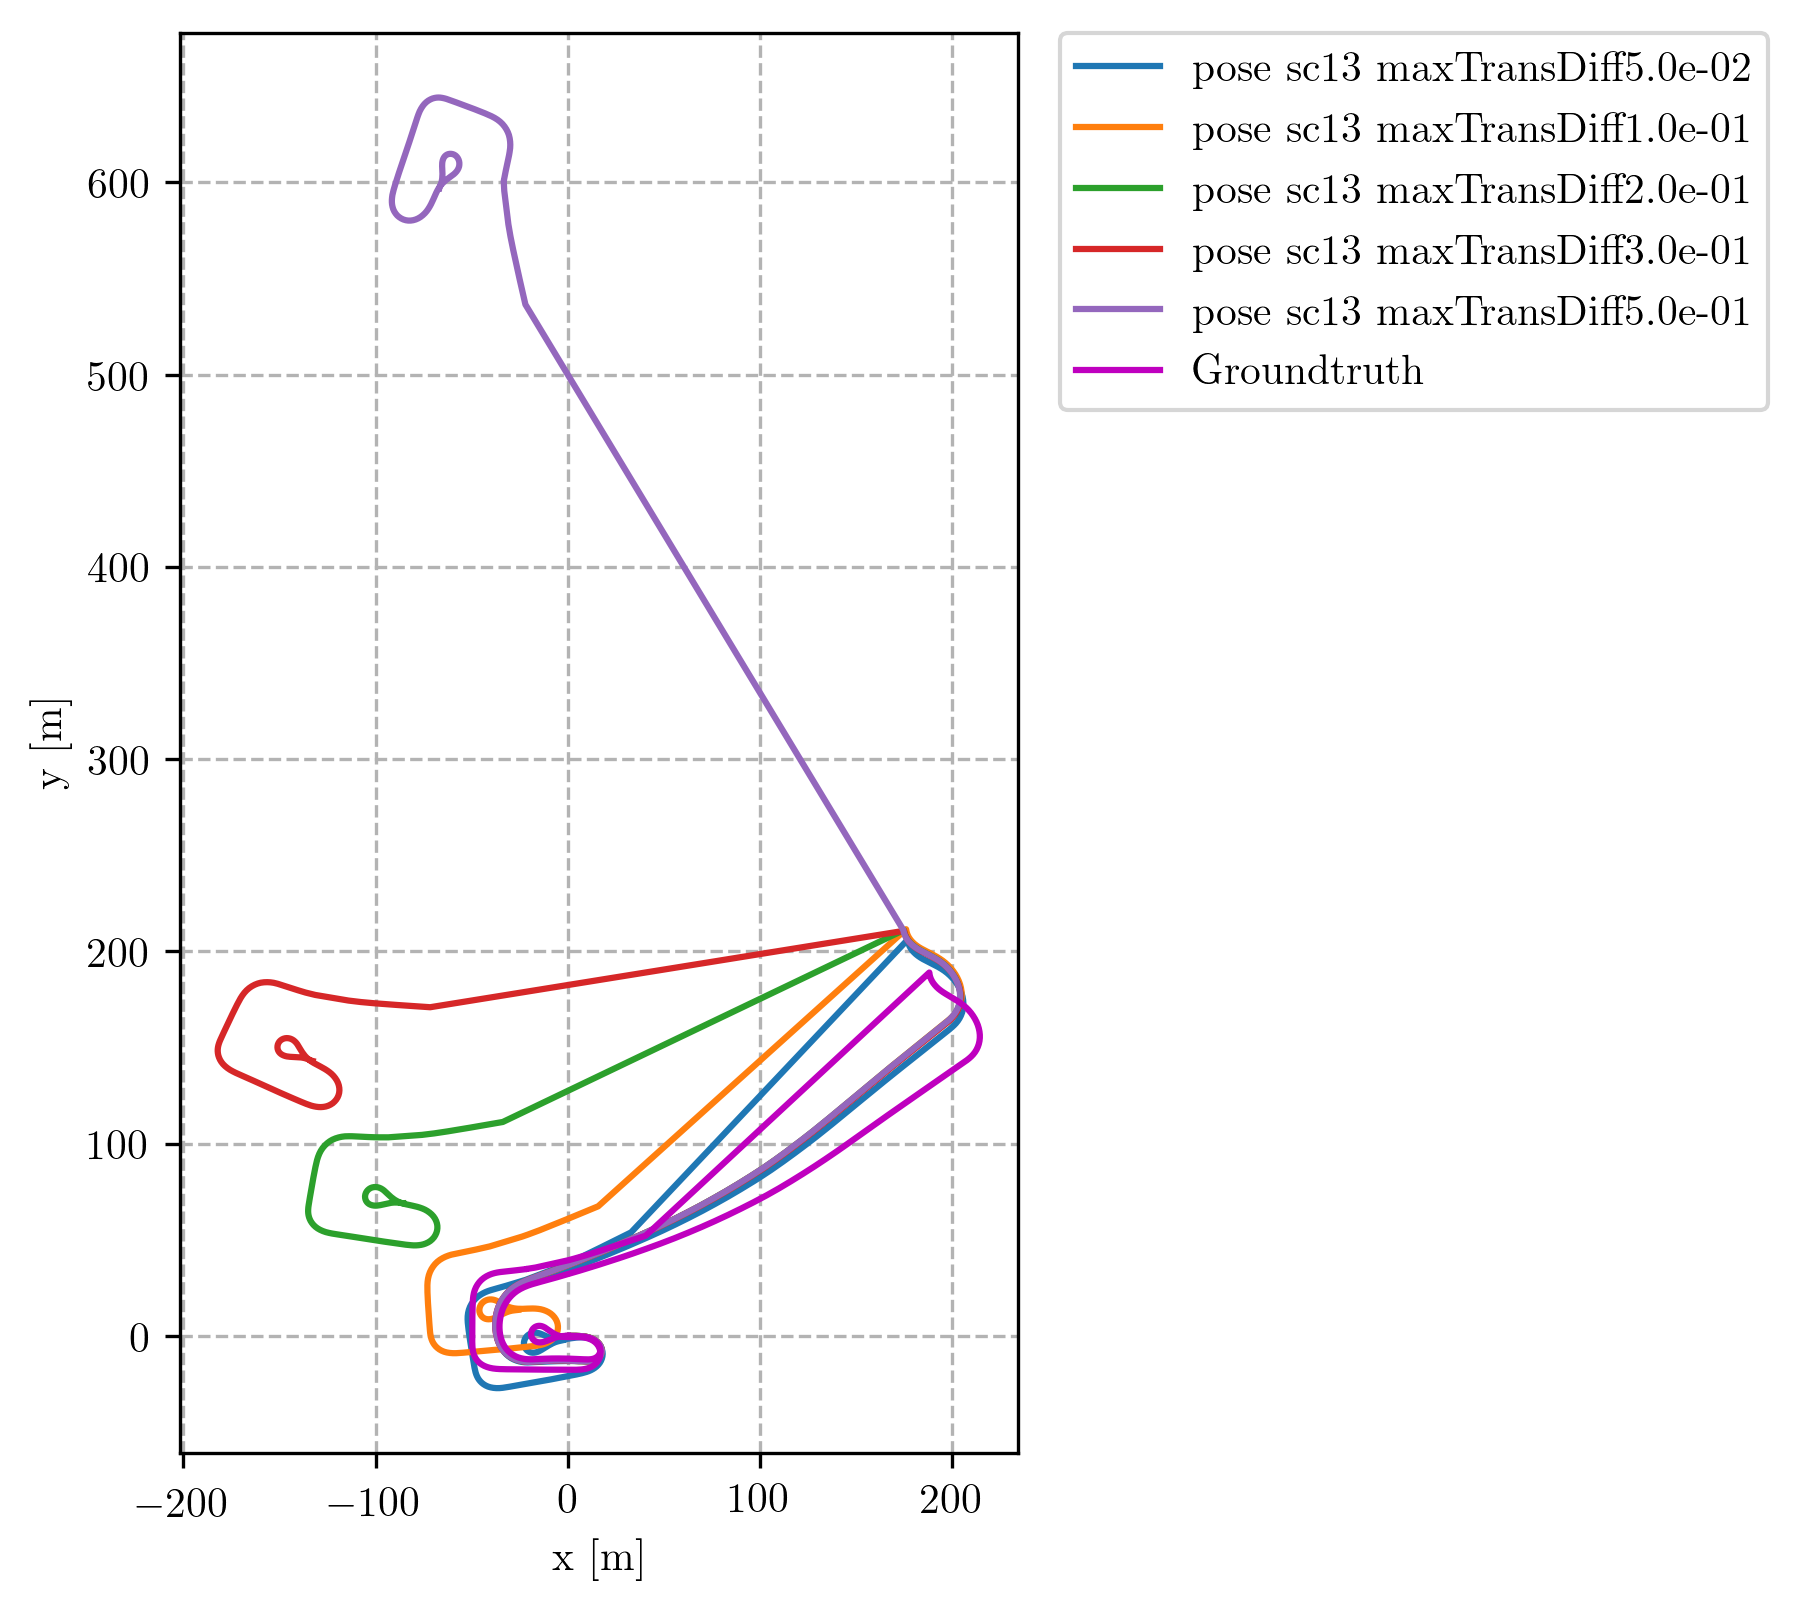 pose sc13 maxTransDiff5.0e-02
pose sc13 maxTransDiff1.0e-01
pose sc13 maxTransDiff2.0e-01
pose sc13 maxTransDiff3.0e-01
pose sc13 maxTransDiff5.0e-01
Groundtruth
600
500
400
300
200
100
0
y [m]
−200
−100
0
100
200
x [m]